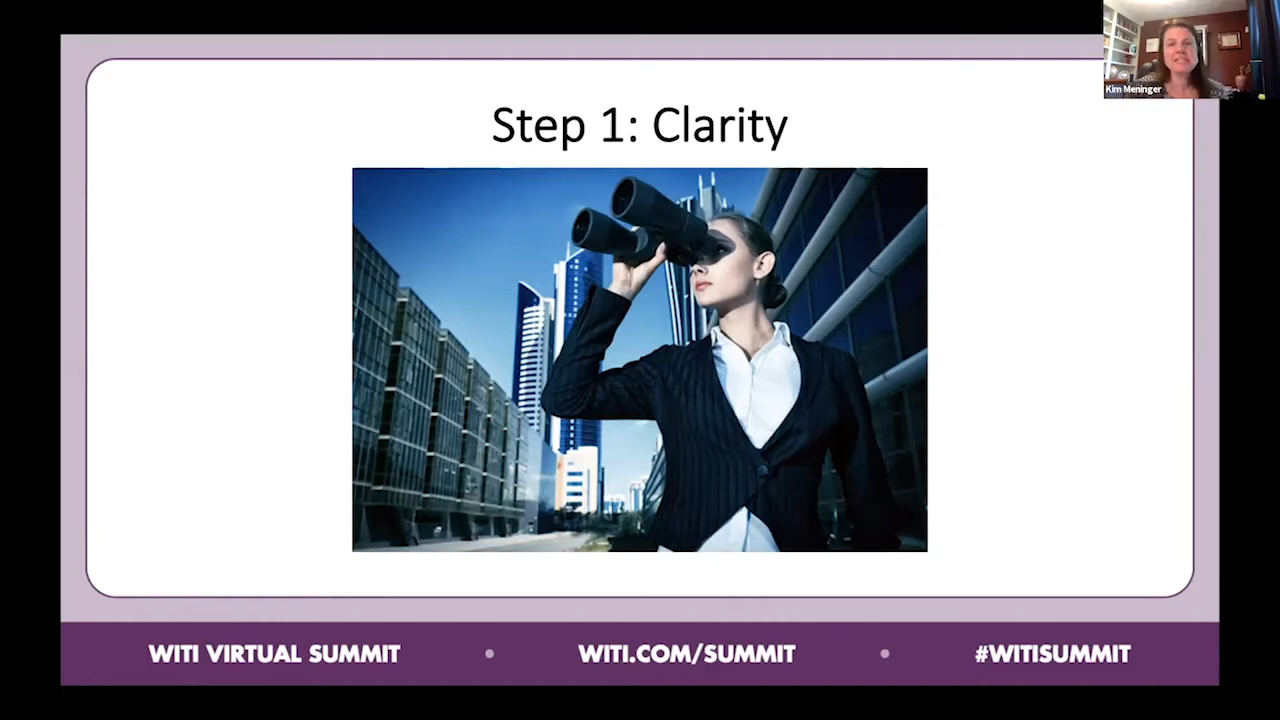 Kim Meninger
Step 1: Clarity
WITI VIRTUAL SUMMIT • WITI.COM/SUMMIT • #WITISUMMIT